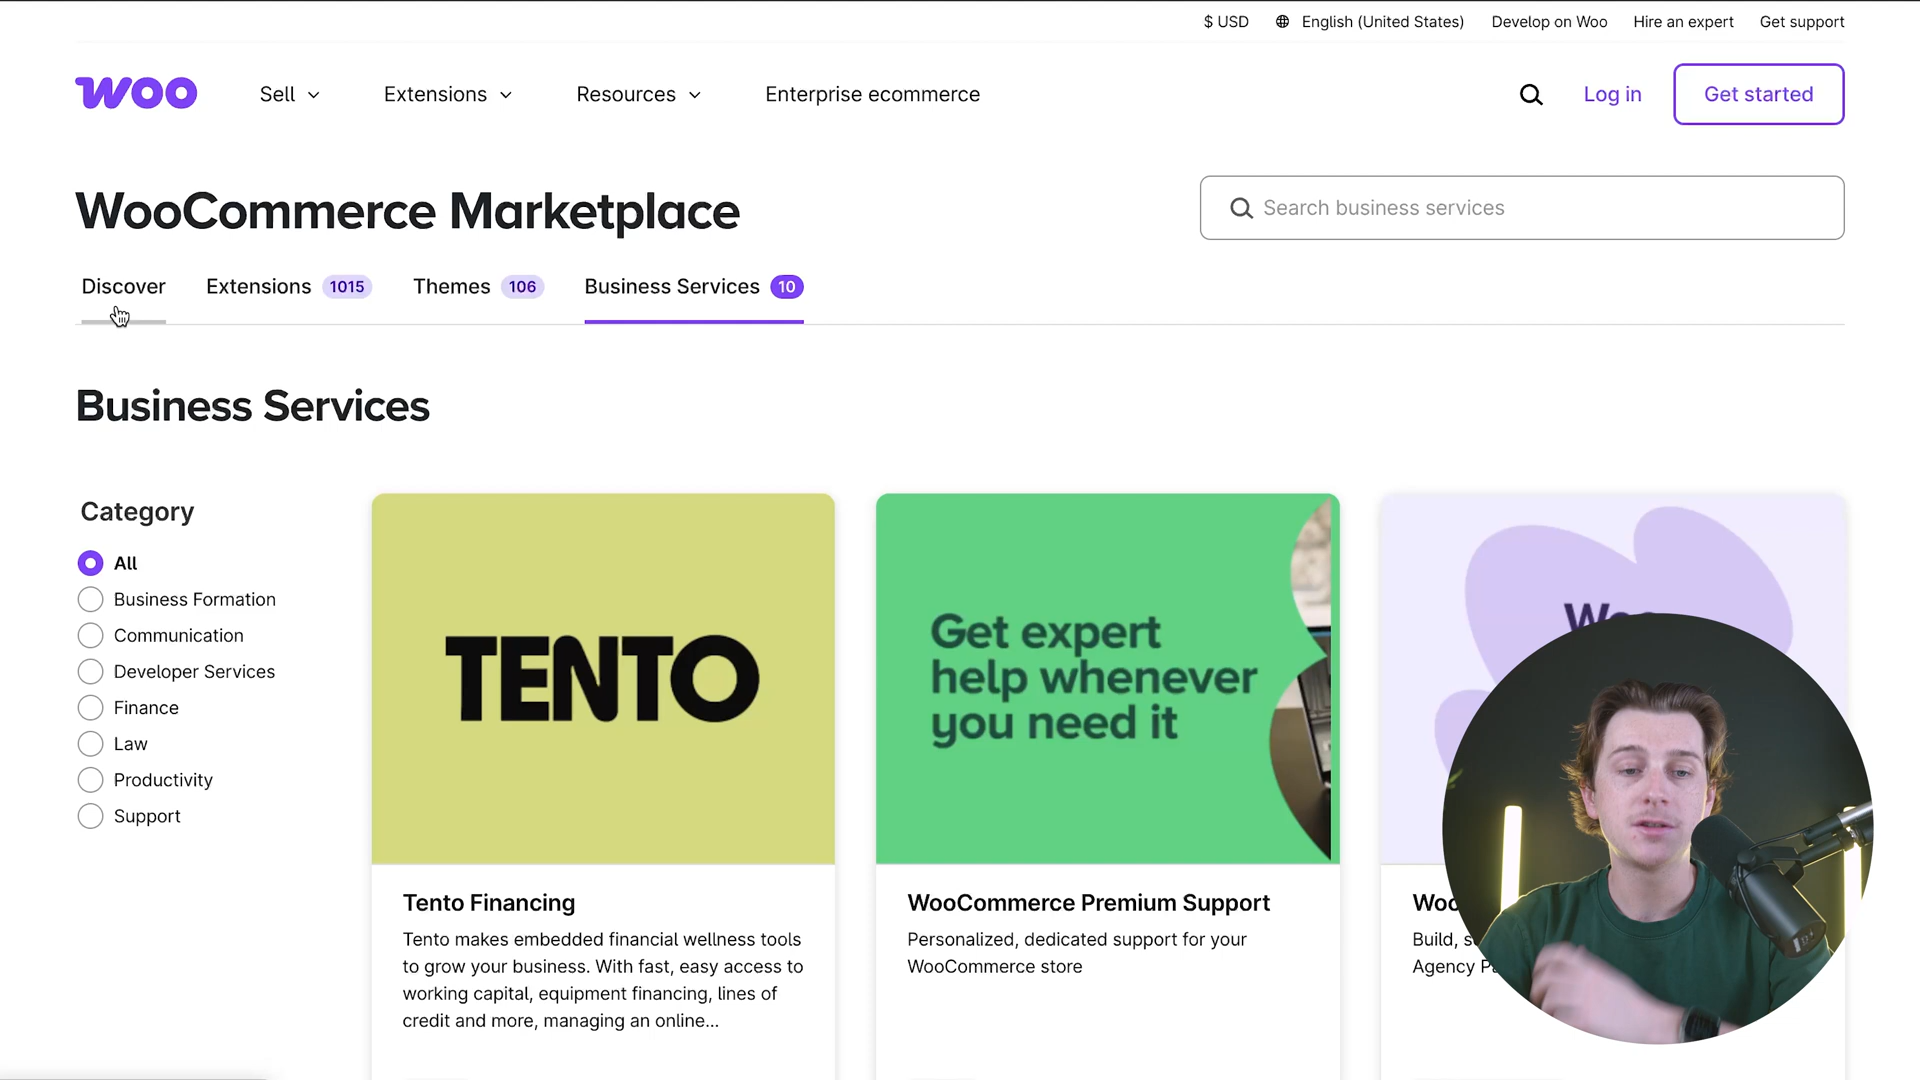 $ USD English (United States) Develop on Woo Hire an expert Get support
woo Sell Extensions Resources Enterprise ecommerce Log in Get started
WooCommerce Marketplace
Search business services
Discover Extensions 1015 Themes 106 Business Services 10
Business Services
Category
All
Business Formation
Communication
Developer Services
Finance
Law
Productivity
Support
TENTO
Tento Financing
Tento makes embedded financial wellness tools
to grow your business. With fast, easy access to
working capital, equipment financing, lines of
credit and more, managing an online...
Get expert
help whenever
you need it
WooCommerce Premium Support
Personalized, dedicated support for your
WooCommerce store
Build,
Agency